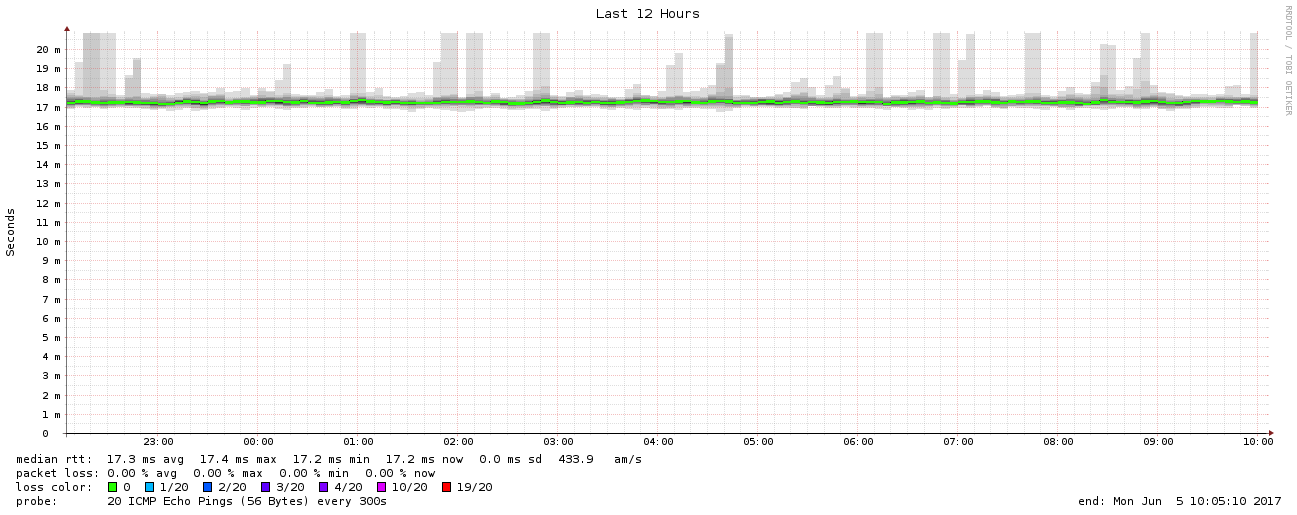 Last 12 Hours
RRDTOOL / TOBI OETIKER
Seconds
20 m
19 m
18 m
17 m
16 m
15 m
14 m
13 m
12 m
11 m
10 m
9 m
8 m
7 m
6 m
5 m
4 m
3 m
2 m
1 m
0
23:00 00:00 01:00 02:00 03:00 04:00 05:00 06:00 07:00 08:00 09:00 10:00
median rtt: 17.3 ms avg 17.4 ms max 17.2 ms min 17.2 ms now 0.0 ms sd 433.9 am/s
packet loss: 0.00 % avg 0.00 % max 0.00 % min 0.00 % now
loss color: 0 1/20 2/20 3/20 4/20 10/20 19/20
probe: 20 ICMP Echo Pings (56 Bytes) every 300s end: Mon Jun 5 10:05:10 2017